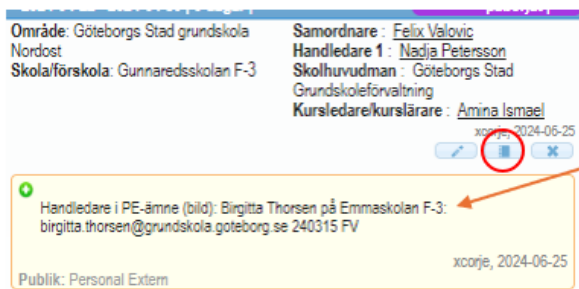 Område: Göteborgs Stad grundskola
Nordost
Skola/förskola: Gunnaredsskolan F-3
Samordnare : Felix Valovic
Handledare 1 : Nadja Petersson
Skolhuvudman : Göteborgs Stad
Grundskoleförvaltning
Kursledare/kurslärare : Amina Ismael
xcorje, 2024-06-25
Handledare i PE-ämne (bild): Birgitta Thorsen på Emmaskolan F-3:
birgitta.thorsen@grundskola.goteborg.se 240315 FV
xcorje, 2024-06-25
Publik: Personal Extern